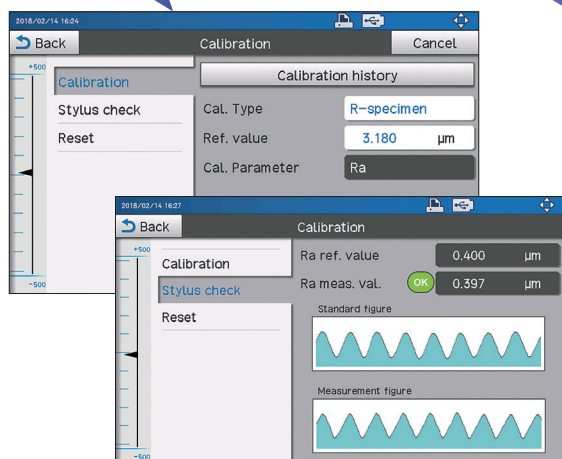 2018/02/14 16:24
Back Calibration Cancel
+500
Calibration
Calibration history
Stylus check
Cal. Type R-specimen
Reset
Ref. value 3.180 μm
Cal. Parameter Ra
-500
2018/02/14 16:27
Back Calibration
+500
Calibration
Ra ref. value 0.400 μm
Stylus check
Ra meas. val. OK 0.397 μm
Reset
Standard figure
Measurement figure
-500